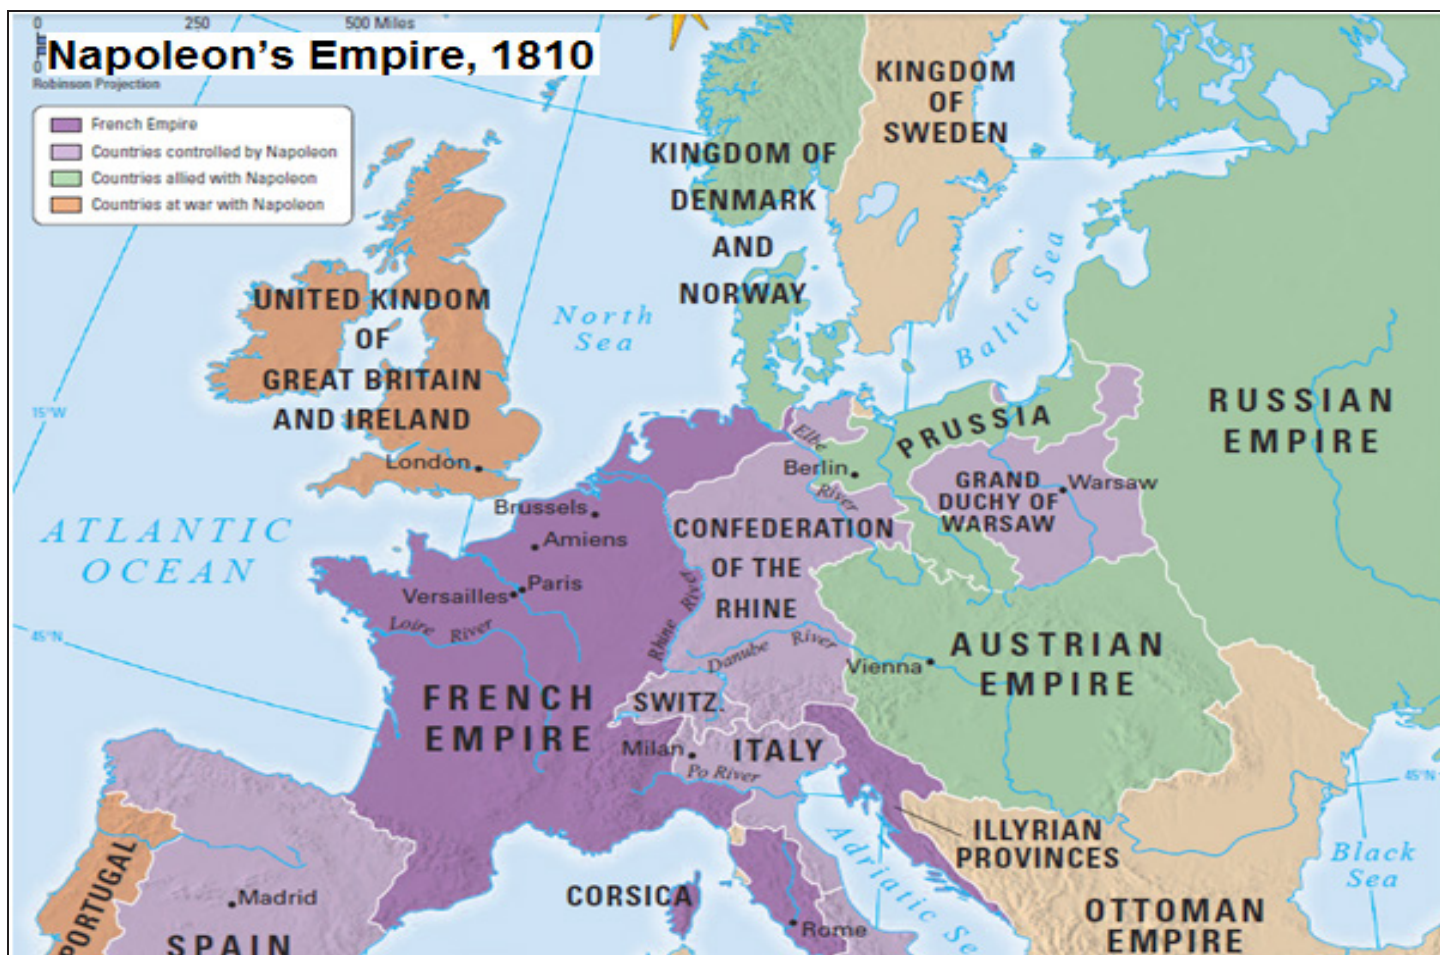 0 250 500 Miles
0
Napoleon's Empire, 1810
Robinson Projection
French Empire
Countries controlled by Napoleon
Countries allied with Napoleon
Countries at war with Napoleon
KINGDOM
OF
SWEDEN
KINGDOM OF
DENMARK
AND
NORWAY
UNITED KINDOM
OF
GREAT BRITAIN
AND IRELAND
London
North
Sea
Baltic Sea
15°W
RUSSIAN
EMPIRE
PRUSSIA
Elbe
River
Berlin
GRAND
DUCHY OF
WARSAW
Warsaw
ATLANTIC
OCEAN
Brussels
Amiens
Paris
Versailles
Loire River
Rhine River
CONFEDERATION
OF THE
RHINE
Danube River
Vienna
AUSTRIAN
EMPIRE
45°N
FRENCH
EMPIRE
SWITZ.
Milan
ITALY
Po River
45°N
ILLYRIAN
PROVINCES
Black
Sea
Adriatic Se
PORTUGAL
Madrid
SPAIN
CORSICA
Rome
OTTOMAN
EMPIRE